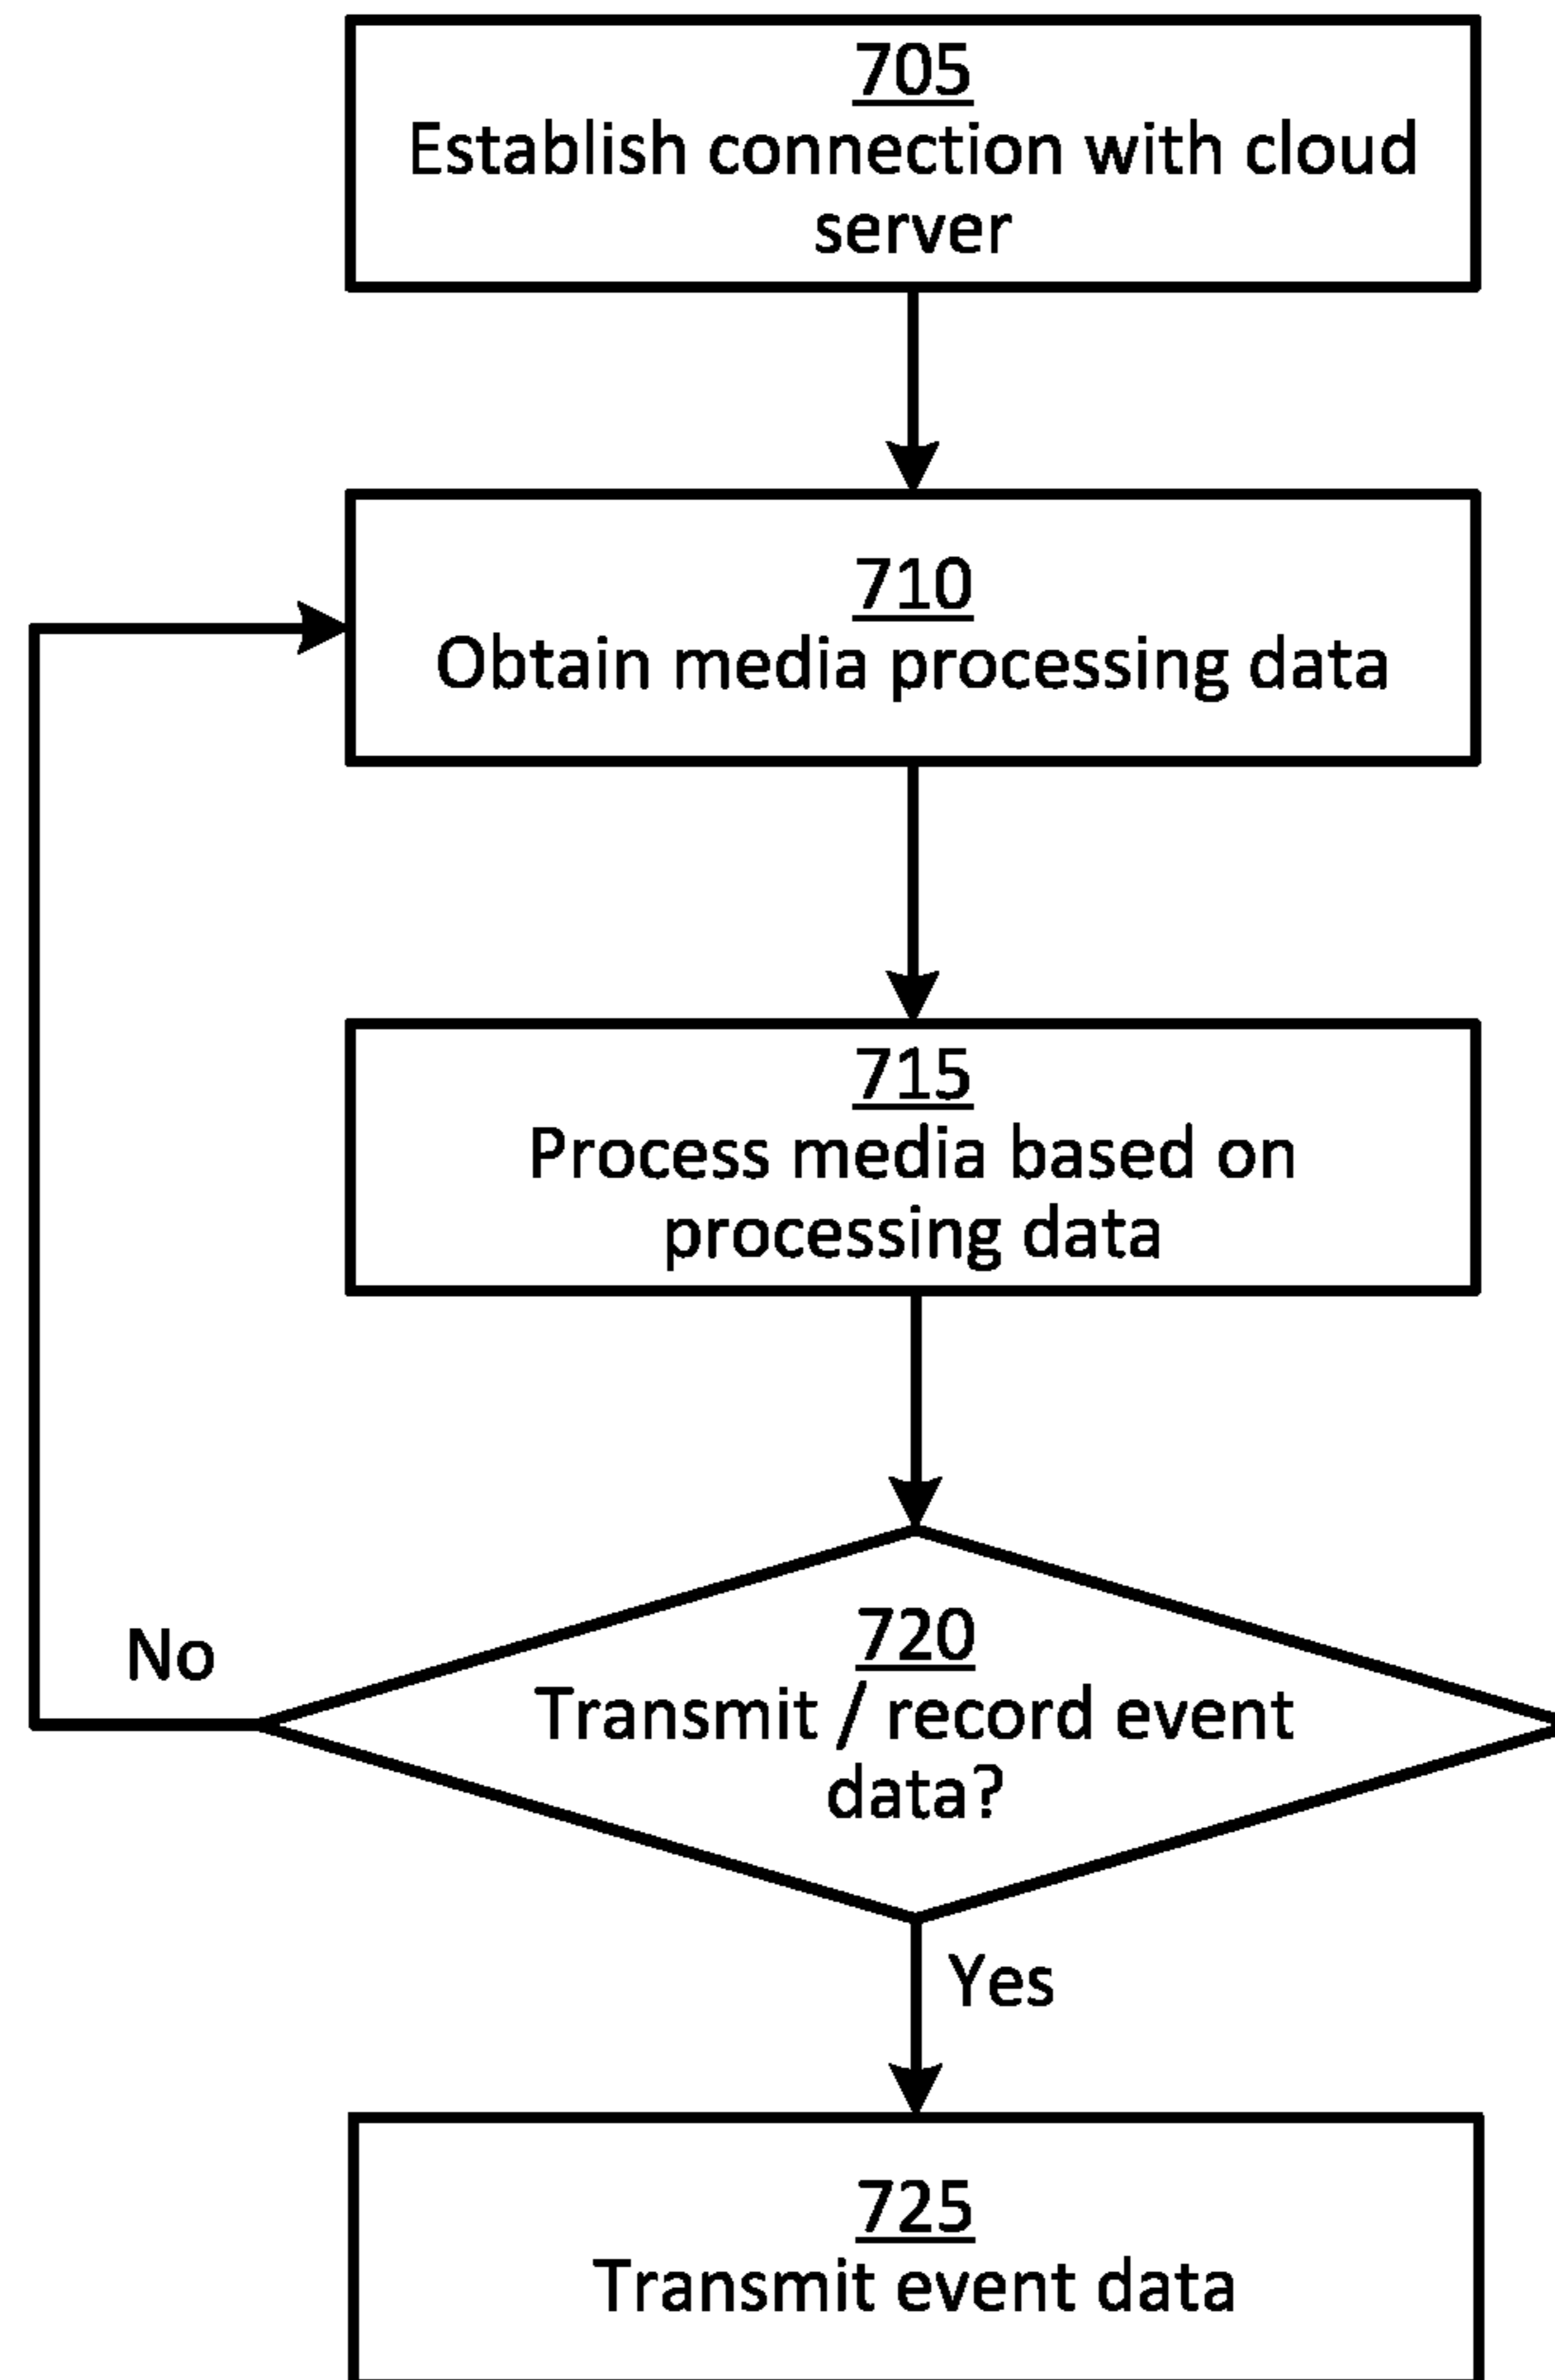 705
Establish connection with cloud
server
710
Obtain media processing data
715
Process media based on
processing data
No
720
Transmit / record event
data?
Yes
725
Transmit event data